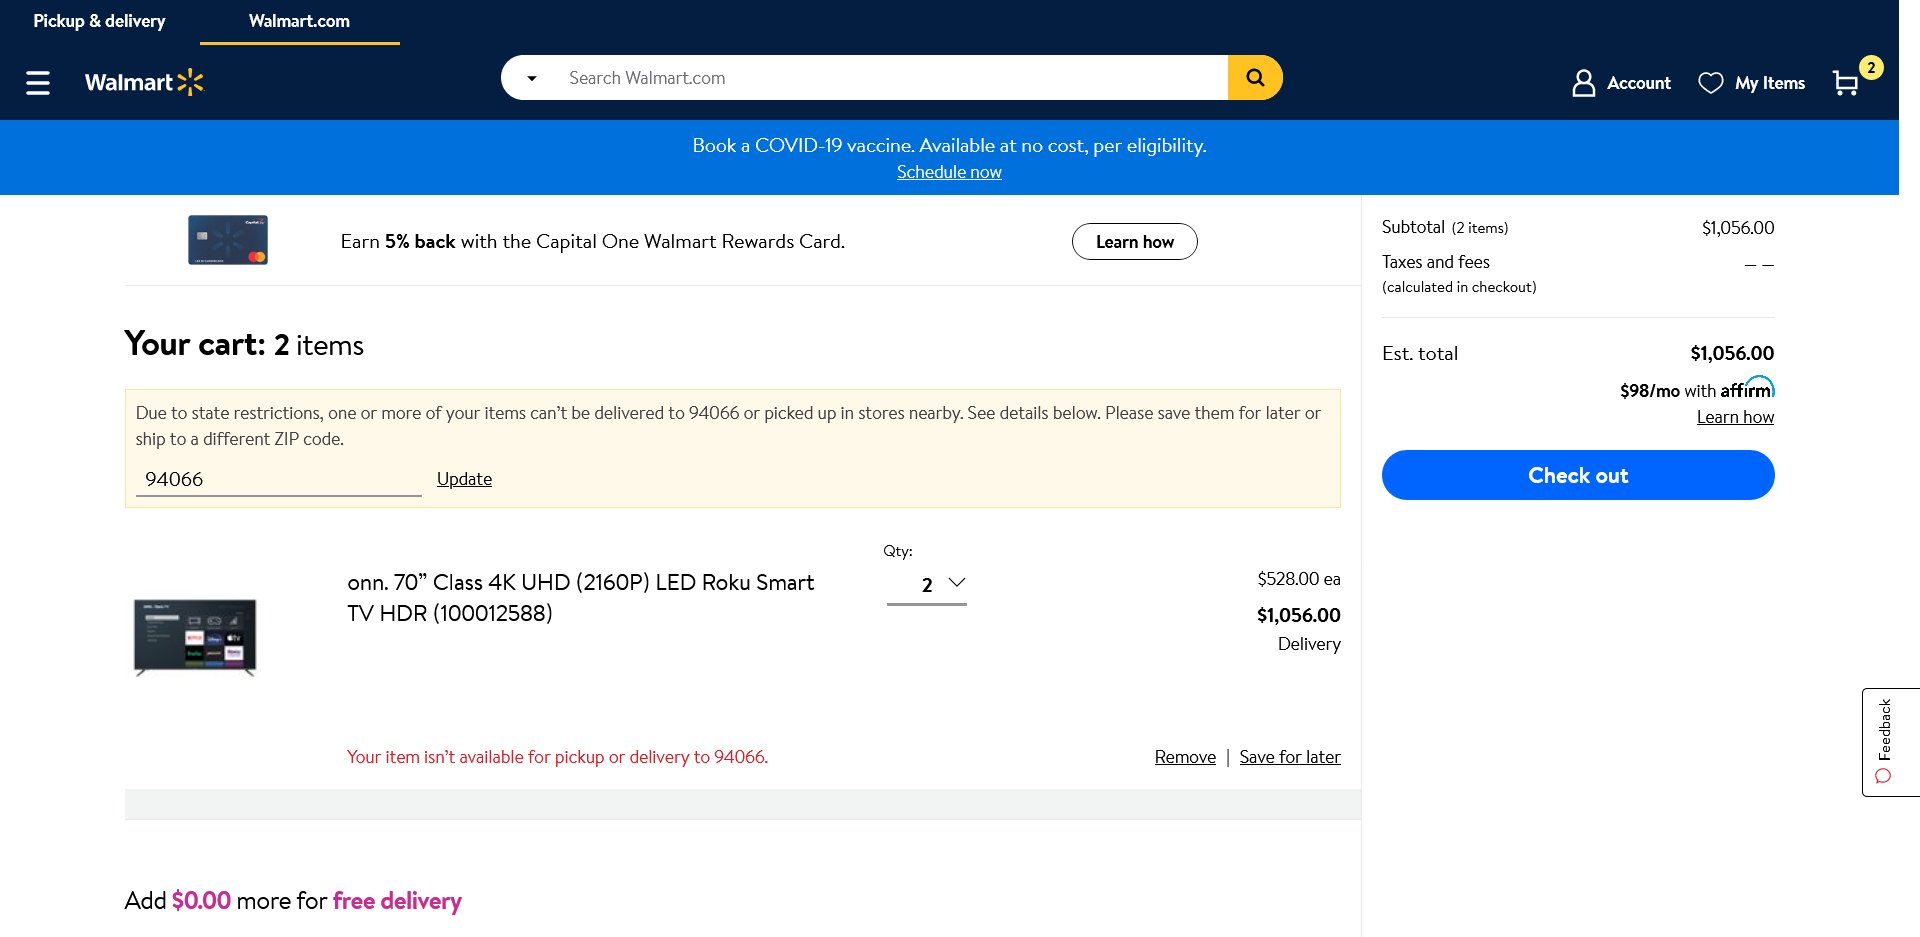 Pickup & delivery
Walmart.com
Walmart
Search Walmart.com
Account
My Items
2
Book a COVID-19 vaccine. Available at no cost, per eligibility.
Schedule now
Earn 5% back with the Capital One Walmart Rewards Card.
Learn how
Your cart: 2 items
Due to state restrictions, one or more of your items can’t be delivered to 94066 or picked up in stores nearby. See details below. Please save them for later or
ship to a different ZIP code.
94066
Update
Qty:
onn. 70” Class 4K UHD (2160P) LED Roku Smart
TV HDR (100012588)
2
$528.00 ea
$1,056.00
Delivery
Your item isn’t available for pickup or delivery to 94066.
Remove | Save for later
Add $0.00 more for free delivery
Subtotal (2 items)
$1,056.00
Taxes and fees
– –
(calculated in checkout)
Est. total
$1,056.00
$98/mo with affirm
Learn how
Check out
Feedback